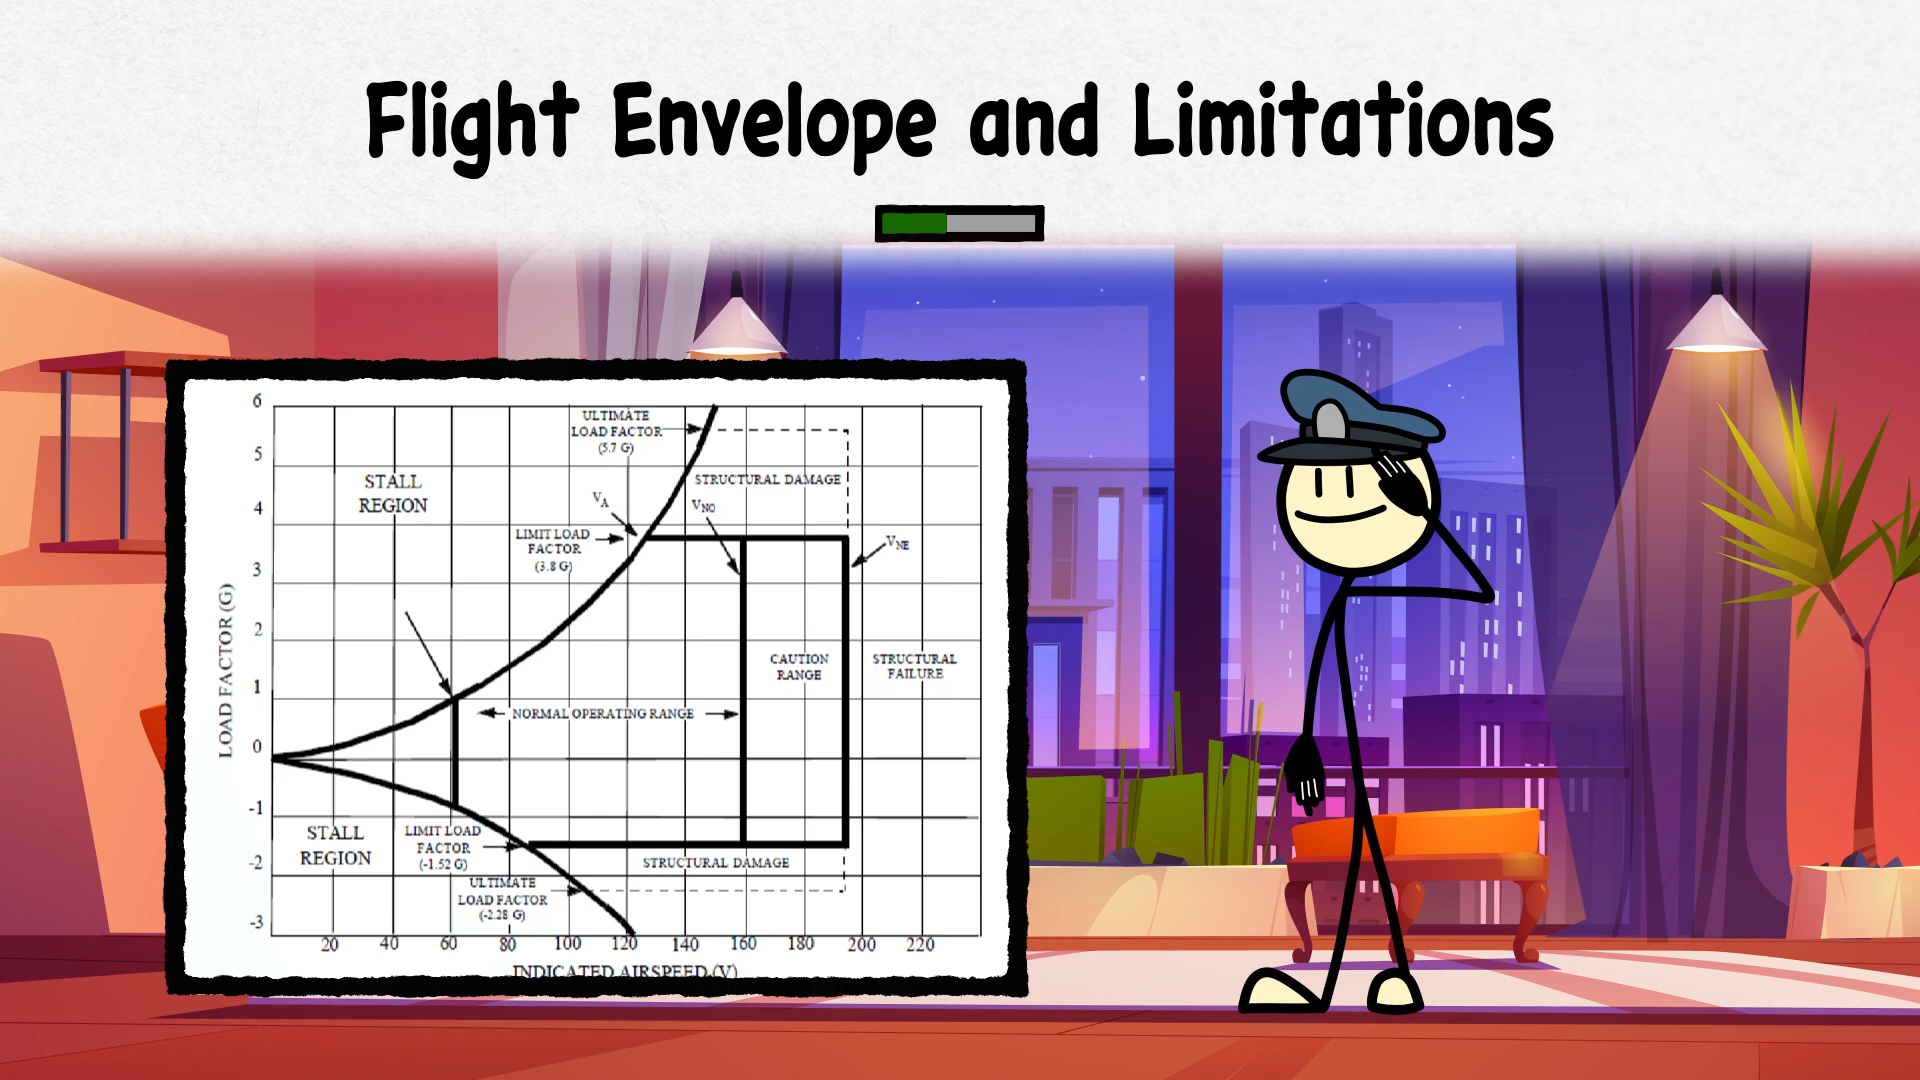 Flight Envelope and Limitations
6
ULTIMATE
LOAD FACTOR
(5.7 G)
5
STALL
REGION
STRUCTURAL DAMAGE
4
VA
VNO
LIMIT LOAD
FACTOR
(3.8 G)
VNE
3
2
LOAD FACTOR (G)
CAUTION
RANGE
STRUCTURAL
FAILURE
1
NORMAL OPERATING RANGE
0
-1
STALL
REGION
LIMIT LOAD
FACTOR
(-1.52 G)
-2
STRUCTURAL DAMAGE
ULTIMATE
LOAD FACTOR
(-2.28 G)
-3
20 40 60 80 100 120 140 160 180 200 220
INDICATED AIRSPEED (V)